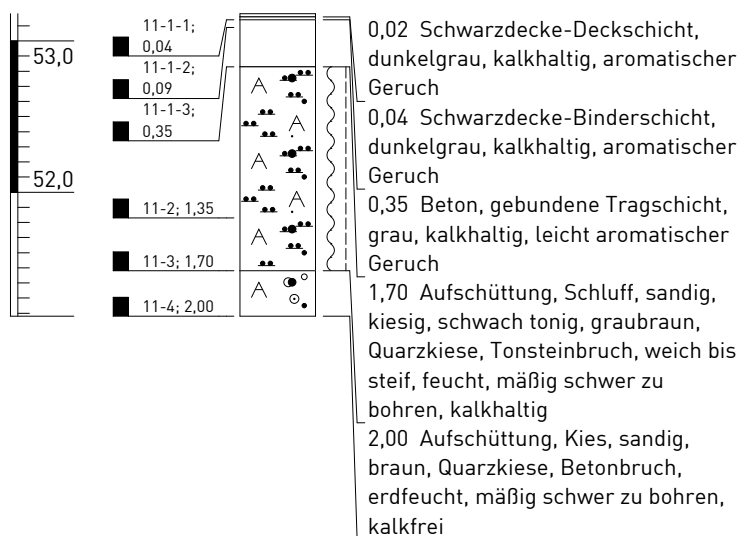 53,0
52,0
11-1-1;
0,04
11-1-2;
0,09
11-1-3;
0,35
11-2; 1,35
11-3; 1,70
11-4; 2,00
0,02 Schwarzdecke-Deckschicht,
dunkelgrau, kalkhaltig, aromatischer
Geruch
0,04 Schwarzdecke-Binderschicht,
dunkelgrau, kalkhaltig, aromatischer
Geruch
0,35 Beton, gebundene Tragschicht,
grau, kalkhaltig, leicht aromatischer
Geruch
1,70 Aufschüttung, Schluff, sandig,
kiesig, schwach tonig, graubraun,
Quarzkiese, Tonsteinbruch, weich bis
steif, feucht, mäßig schwer zu
bohren, kalkhaltig
2,00 Aufschüttung, Kies, sandig,
braun, Quarzkiese, Betonbruch,
erdfeucht, mäßig schwer zu bohren,
kalkfrei